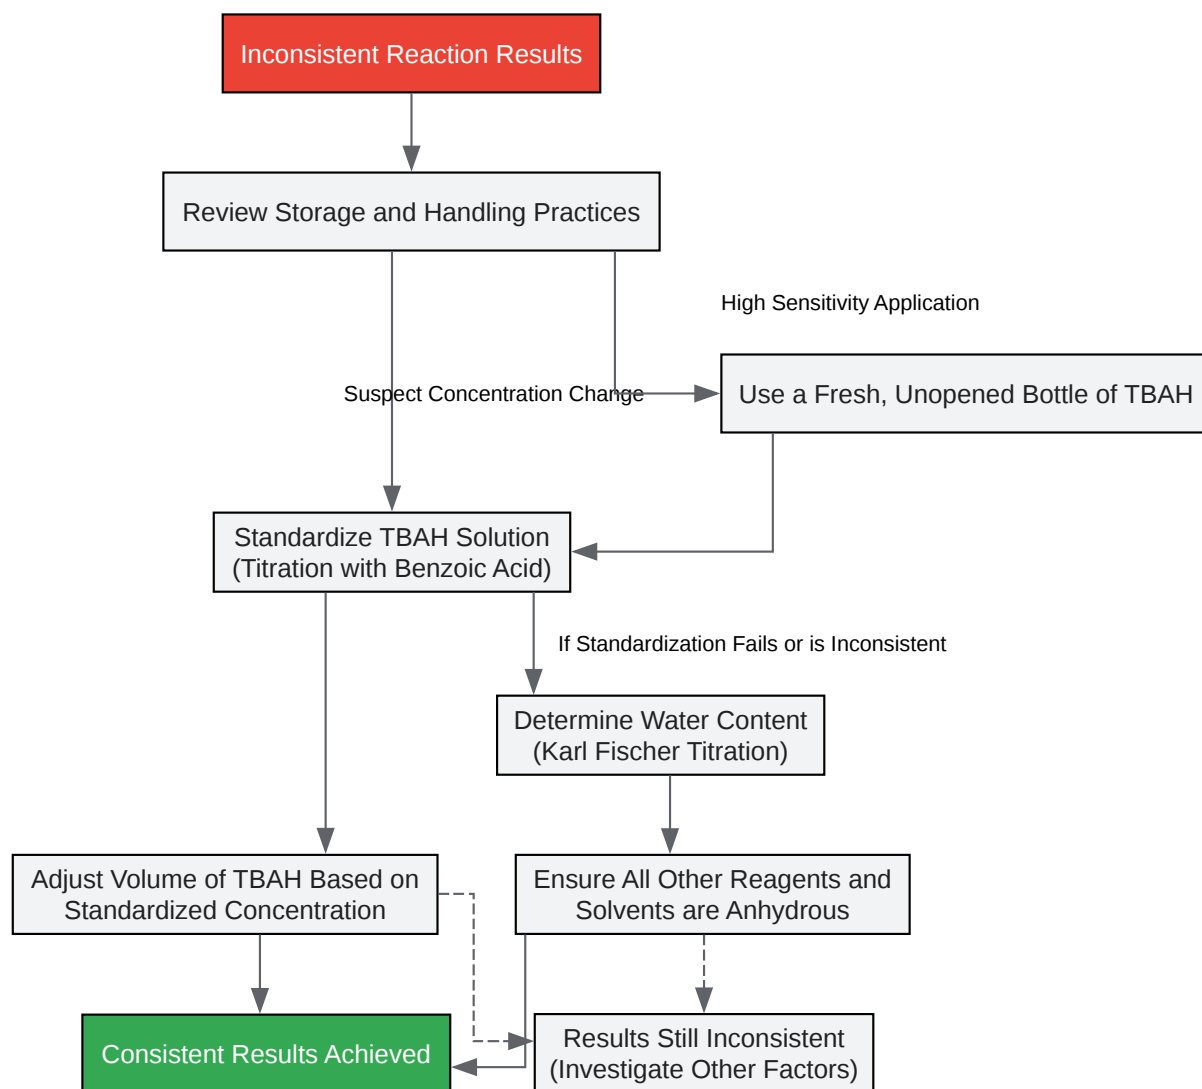 Inconsistent Reaction Results
Review Storage and Handling Practices
High Sensitivity Application
Suspect Concentration Change
Use a Fresh, Unopened Bottle of TBAH
Standardize TBAH Solution
(Titration with Benzoic Acid)
If Standardization Fails or is Inconsistent
Determine Water Content
(Karl Fischer Titration)
Adjust Volume of TBAH Based on
Standardized Concentration
Ensure All Other Reagents and
Solvents are Anhydrous
Consistent Results Achieved
Results Still Inconsistent
(Investigate Other Factors)